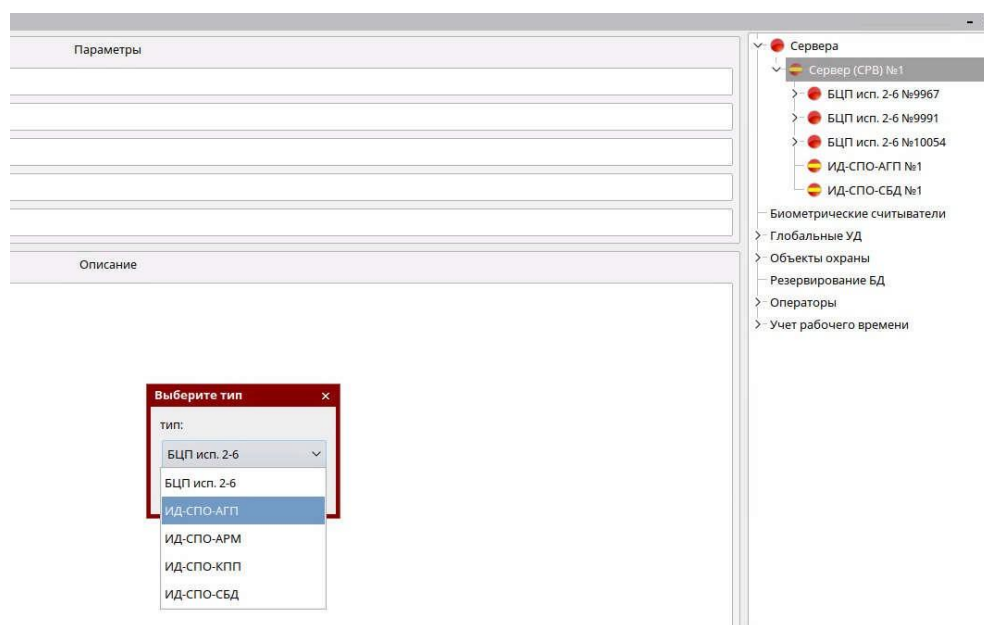 Параметры
Описание
Выберите тип
тип:
БЦП исп. 2-6
БЦП исп. 2-6
ИД-СПО-АГП
ИД-СПО-АРМ
ИД-СПО-КПП
ИД-СПО-СБД
Сервера
Сервер (СРВ) №1
БЦП исп. 2-6 №9967
БЦП исп. 2-6 №9991
БЦП исп. 2-6 №10054
ИД-СПО-АГП №1
ИД-СПО-СБД №1
Биометрические считыватели
Глобальные УД
Объекты охраны
Резервирование БД
Операторы
Учет рабочего времени